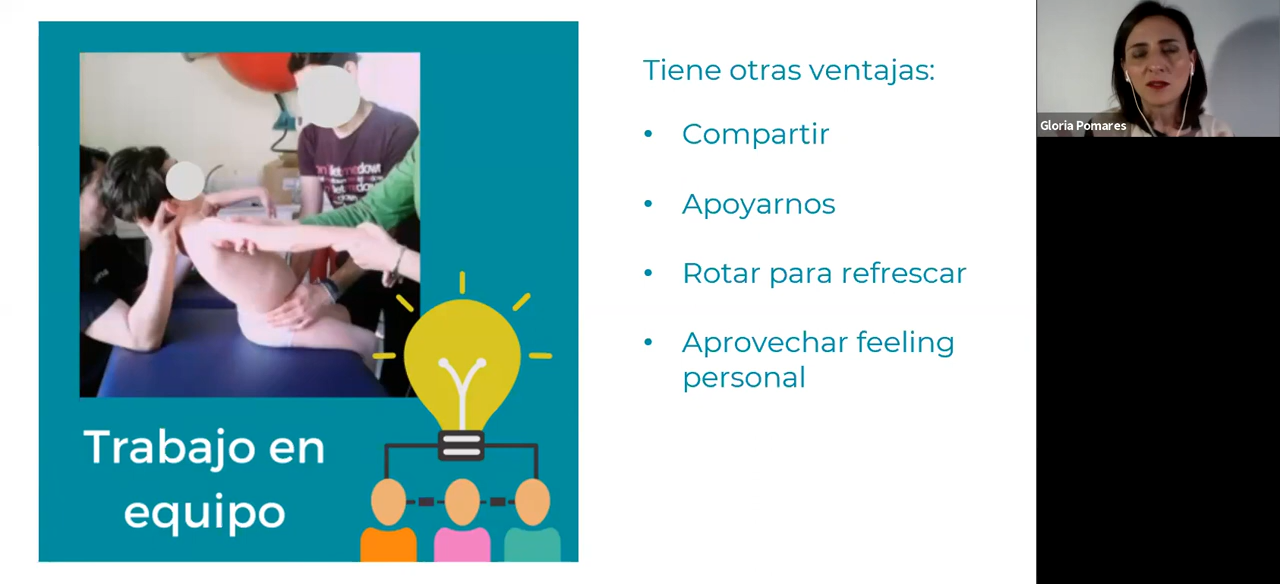 Tiene otras ventajas:
• Compartir
• Apoyarnos
• Rotar para refrescar
• Aprovechar feeling
personal
Trabajo en
equipo
Gloria Pomares